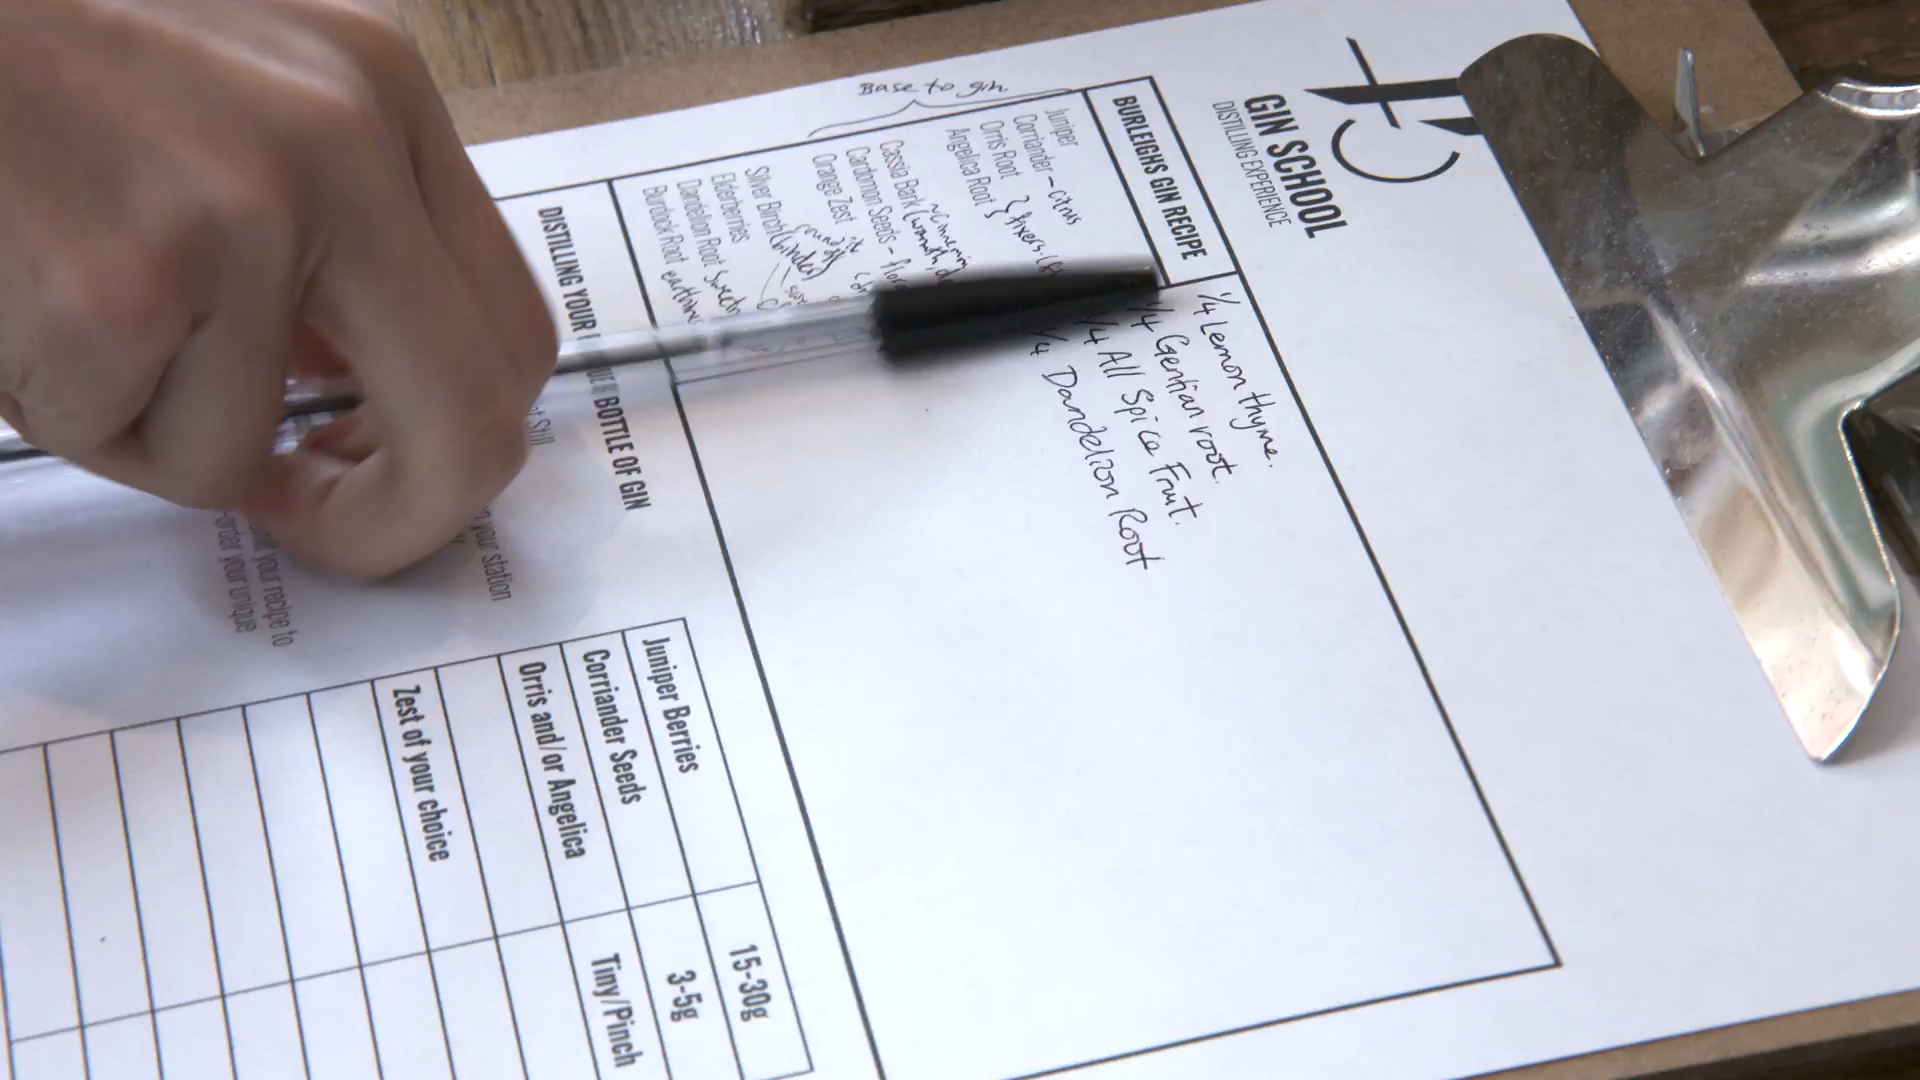 GIN SCHOOL
DISTILLING EXPERIENCE
BURLEIGHS GIN RECIPE
Base to gin
Juniper
Corriander - citrus
Orris Root
Angelica Root
Cassia Bark
Cardomon Seeds -
Orange Zest
Silver Birch (binder)
Elderberries
Dandelion Root
Burdock Root
1/4 Lemon thyme.
1/4 Gentian root.
1/4 All Spice Fruit.
1/4 Dandelion Root
DISTILLING YOUR BOTTLE OF GIN
Still
your station
your recipe to
your unique
Juniper Berries 15-30g
Corriander Seeds 3-5g
Orris and/or Angelica Tiny/Pinch
Zest of your choice